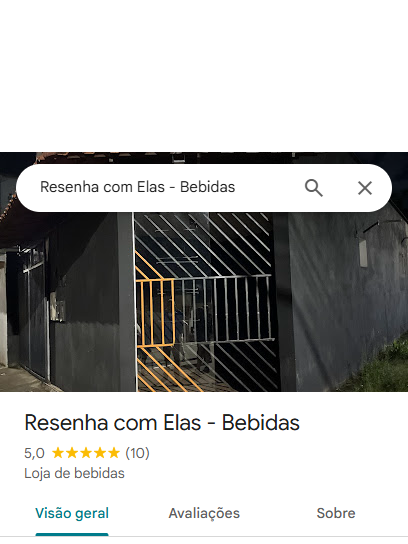 Resenha com Elas - Bebidas
Resenha com Elas - Bebidas
5,0 (10)
Loja de bebidas
Visão geral Avaliações Sobre